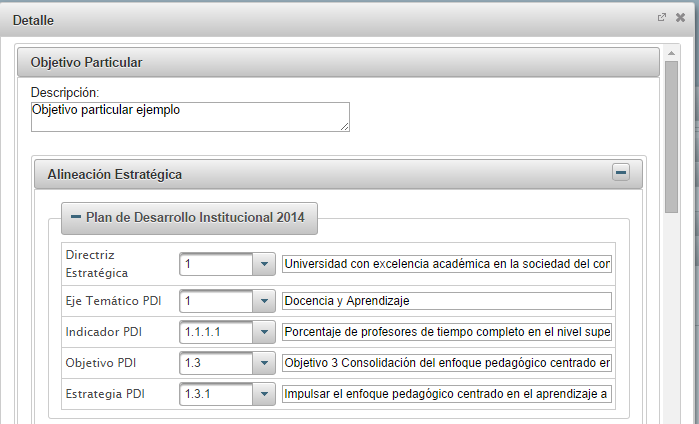 Detalle
Objetivo Particular
Descripción:
Objetivo particular ejemplo
Alineación Estratégica
Plan de Desarrollo Institucional 2014
Directriz Estratégica 1 Universidad con excelencia académica en la sociedad del cor
Eje Temático PDI 1 Docencia y Aprendizaje
Indicador PDI 1.1.1.1 Porcentaje de profesores de tiempo completo en el nivel supe
Objetivo PDI 1.3 Objetivo 3 Consolidación del enfoque pedagógico centrado er
Estrategia PDI 1.3.1 Impulsar el enfoque pedagógico centrado en el aprendizaje a